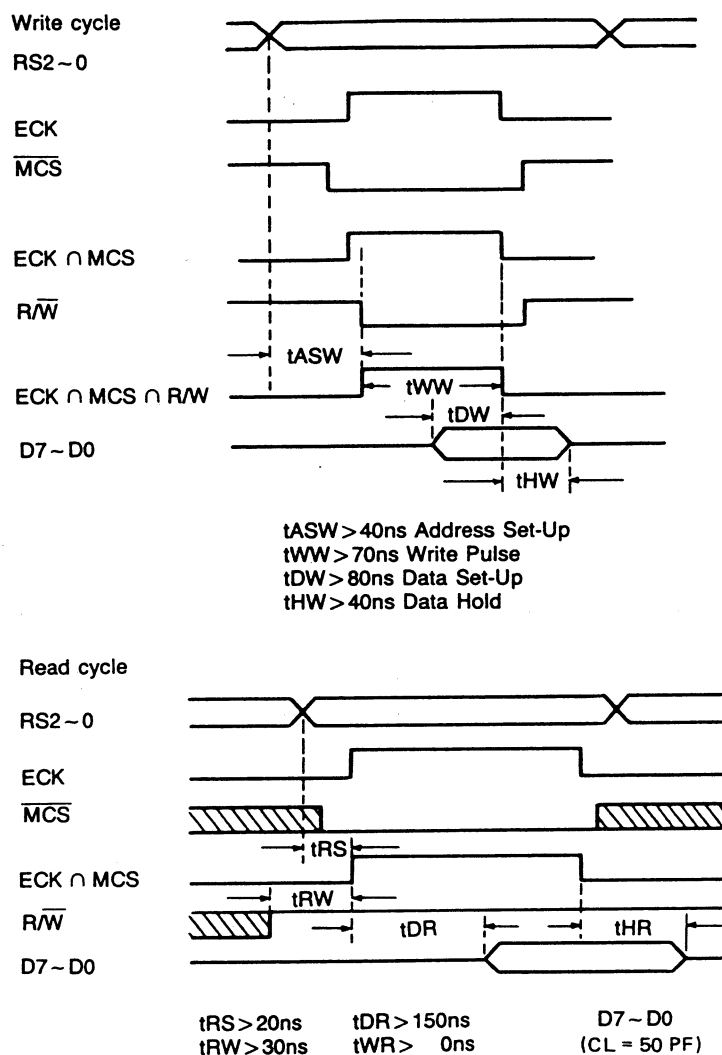 Write cycle
RS2~0
ECK
MCS
ECK ∩ MCS
R/W
tASW
ECK ∩ MCS ∩ R/W
tWW
tDW
D7~D0
tHW
tASW>40ns Address Set-Up
tWW>70ns Write Pulse
tDW>80ns Data Set-Up
tHW>40ns Data Hold
Read cycle
RS2~0
ECK
MCS
tRS
ECK ∩ MCS
tRW
R/W
tDR
tHR
D7~D0
tRS>20ns tDR>150ns D7~D0
tRW>30ns tWR> 0ns (CL = 50 PF)